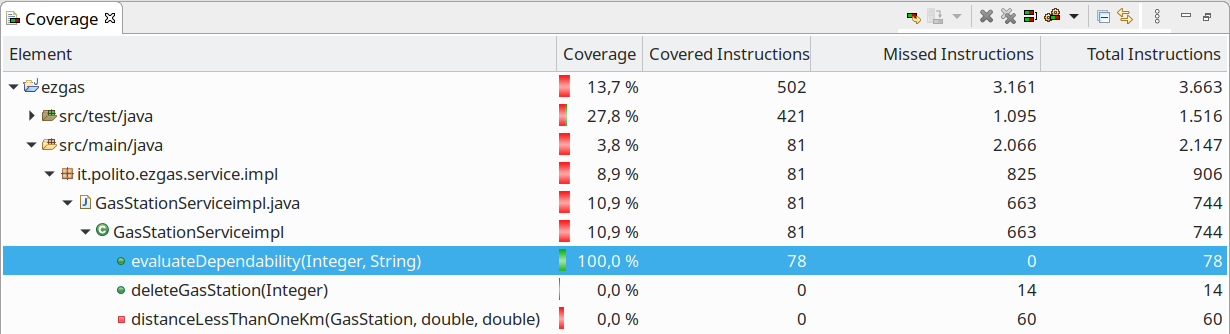 Coverage
Element Coverage Covered Instructions Missed Instructions Total Instructions
ezgas 13,7 % 502 3.161 3.663
src/test/java 27,8 % 421 1.095 1.516
src/main/java 3,8 % 81 2.066 2.147
it.polito.ezgas.service.impl 8,9 % 81 825 906
GasStationServiceimpl.java 10,9 % 81 663 744
GasStationServiceimpl 10,9 % 81 663 744
evaluateDependability(Integer, String) 100,0 % 78 0 78
deleteGasStation(Integer) 0,0 % 0 14 14
distanceLessThanOneKm(GasStation, double, double) 0,0 % 0 60 60